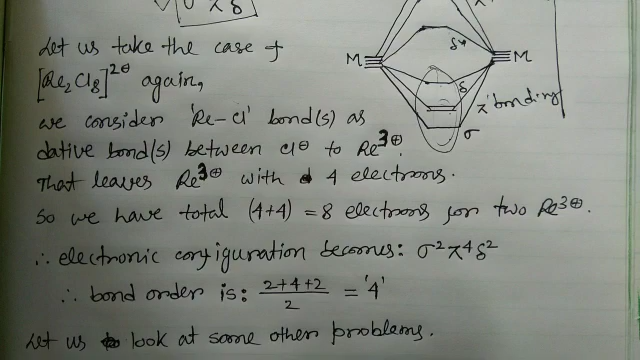 σ π δ
Let us take the case of
[Re₂Cl₈]²⊖ again,
we consider 'Re-Cl' bond(s) as
dative bond(s) between Cl⊖ to Re³⊕.
That leaves Re³⊕ with 4 electrons.
So we have total (4+4) = 8 electrons for two Re³⊕.
∴ electronic configuration becomes: σ²π⁴δ²
∴ bond order is: (2+4+2)/2 = '4'
Let us look at some other problems.
M
δ*
M
δ
π bonding
σ